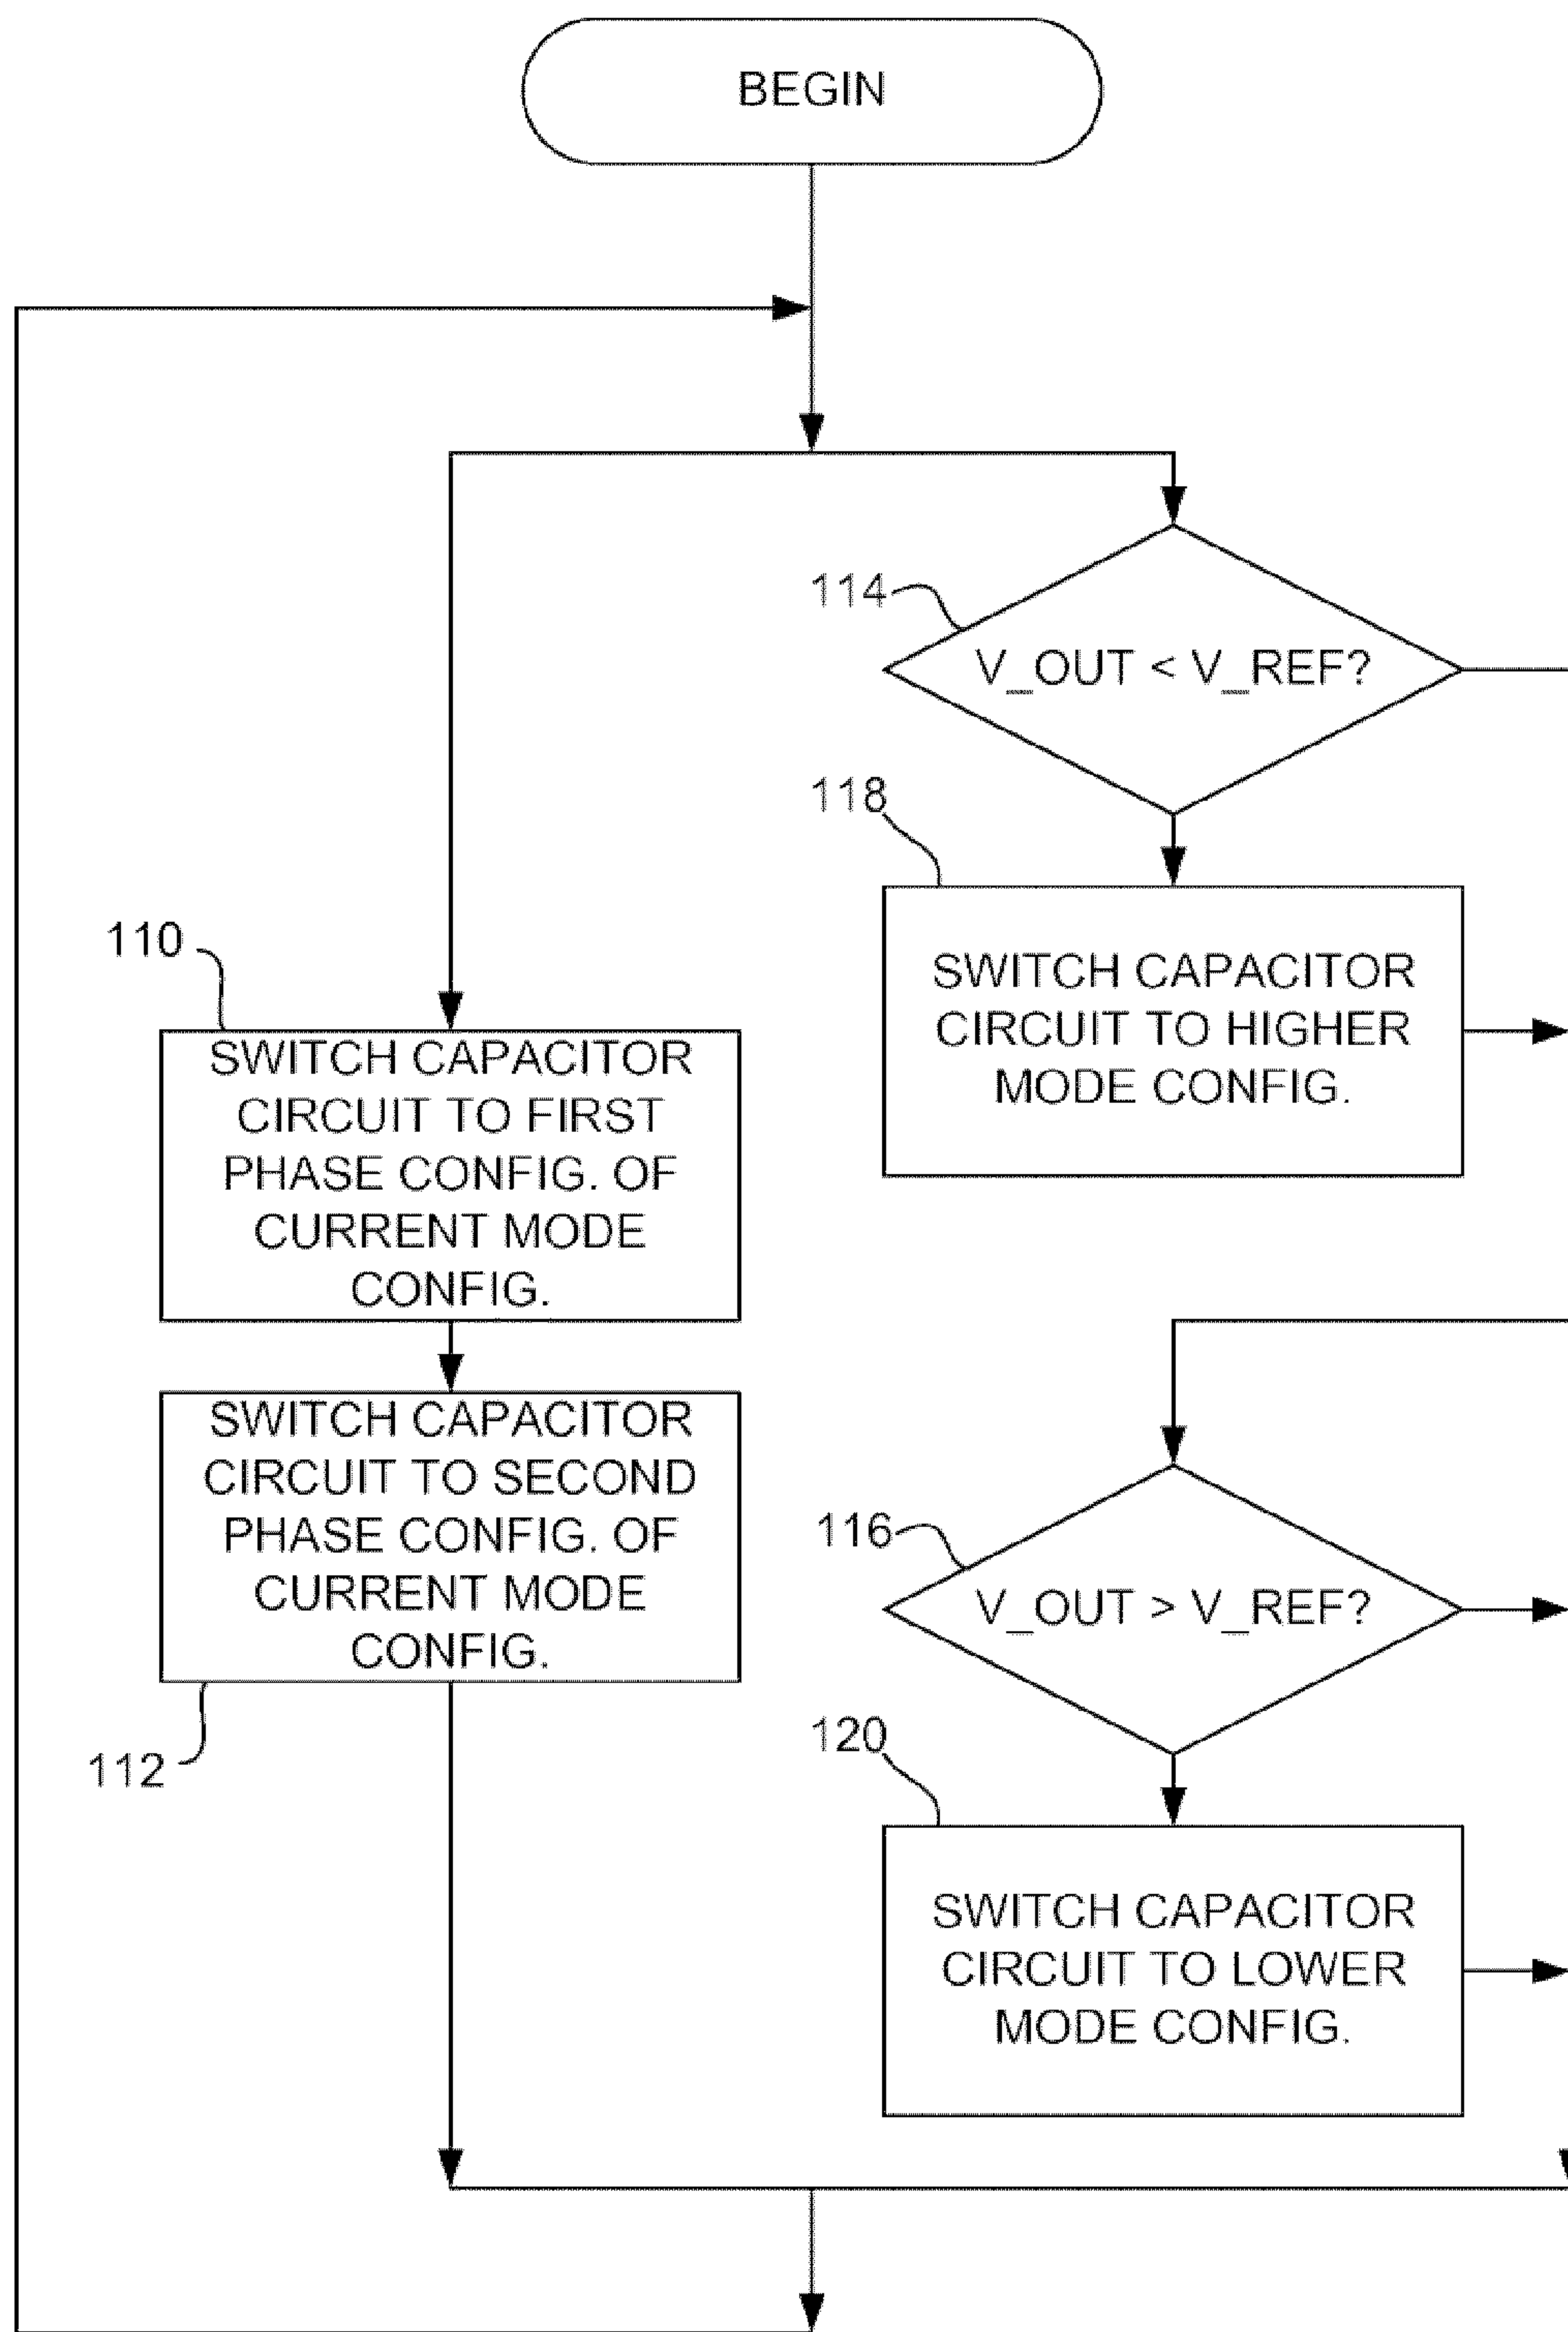 BEGIN
114
V_OUT < V_REF?
118
SWITCH CAPACITOR
CIRCUIT TO HIGHER
MODE CONFIG.
110
SWITCH CAPACITOR
CIRCUIT TO FIRST
PHASE CONFIG. OF
CURRENT MODE
CONFIG.
SWITCH CAPACITOR
CIRCUIT TO SECOND
PHASE CONFIG. OF
CURRENT MODE
CONFIG.
112
116
V_OUT > V_REF?
120
SWITCH CAPACITOR
CIRCUIT TO LOWER
MODE CONFIG.